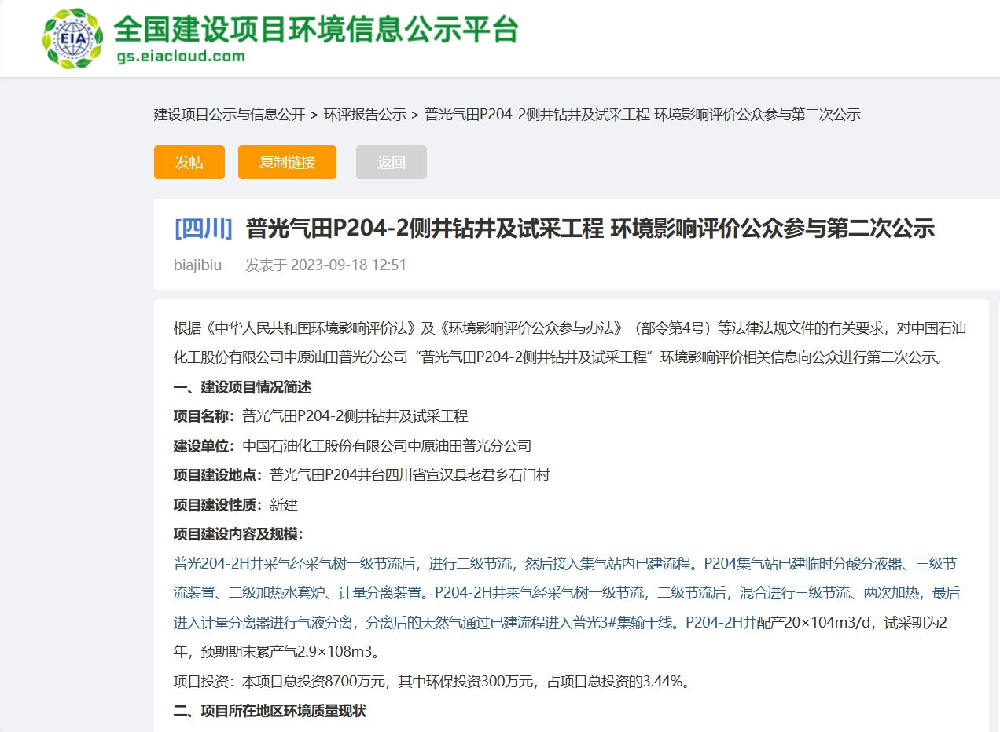 EIA
全国建设项目环境信息公示平台
gs.eiacloud.com
建设项目公示与信息公开 > 环评报告公示 > 普光气田P204-2侧井钻井及试采工程 环境影响评价公众参与第二次公示
发帖 复制链接 返回
[四川] 普光气田P204-2侧井钻井及试采工程 环境影响评价公众参与第二次公示
biajibiu 发表于 2023-09-18 12:51
根据《中华人民共和国环境影响评价法》及《环境影响评价公众参与办法》（部令第4号）等法律法规文件的有关要求，对中国石油
化工股份有限公司中原油田普光分公司“普光气田P204-2侧井钻井及试采工程”环境影响评价相关信息向公众进行第二次公示。
一、建设项目情况简述
项目名称：普光气田P204-2侧井钻井及试采工程
建设单位：中国石油化工股份有限公司中原油田普光分公司
项目建设地点：普光气田P204井台四川省宣汉县老君乡石门村
项目建设性质：新建
项目建设内容及规模：
普光204-2H井采气经采气树一级节流后，进行二级节流，然后接入集气站内已建流程。P204集气站已建临时分酸分液器、三级节
流装置、二级加热水套炉、计量分离装置。P204-2H井来气经采气树一级节流，二级节流后，混合进行三级节流、两次加热，最后
进入计量分离器进行气液分离，分离后的天然气通过已建流程进入普光3#集输干线。P204-2H井配产20×104m3/d，试采期为2
年，预期期末累产气2.9×108m3。
项目投资：本项目总投资8700万元，其中环保投资300万元，占项目总投资的3.44%。
二、项目所在地区环境质量现状